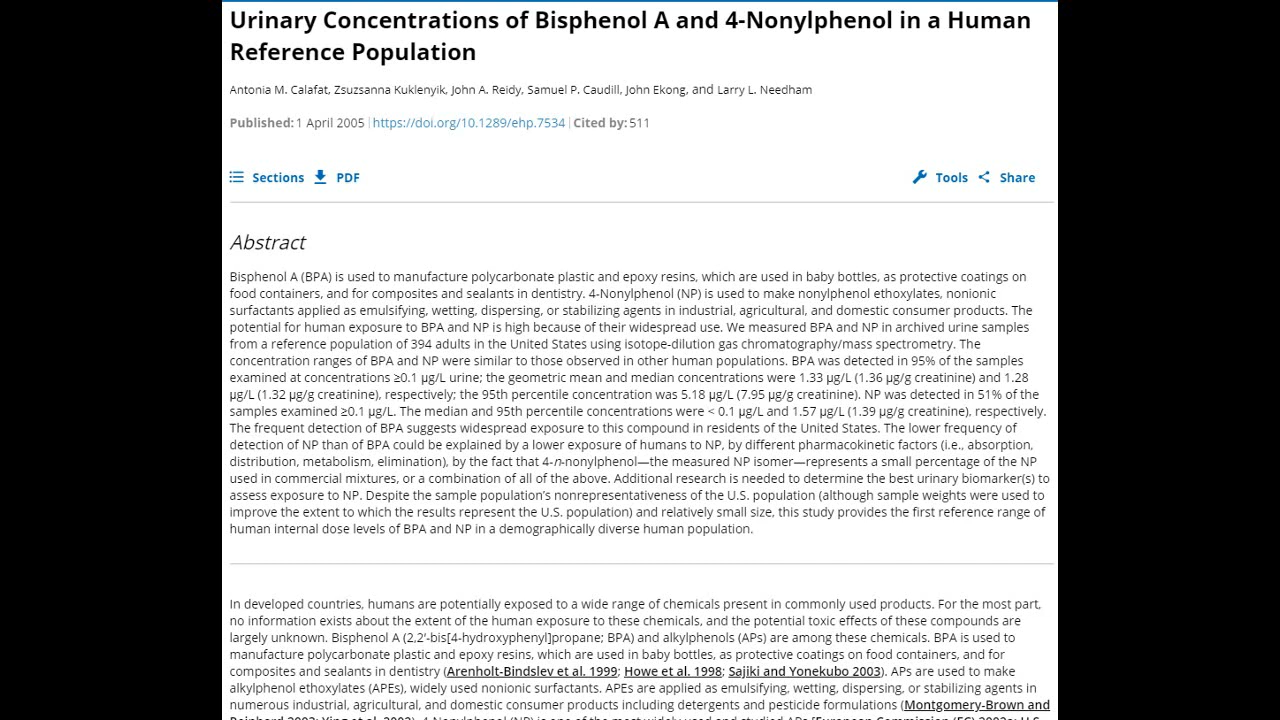 Urinary Concentrations of Bisphenol A and 4-Nonylphenol in a Human
Reference Population
Antonia M. Calafat, Zsuzsanna Kuklenyik, John A. Reidy, Samuel P. Caudill, John Ekong, and Larry L. Needham
Published: 1 April 2005 | https://doi.org/10.1289/ehp.7534 | Cited by: 511
Sections PDF Tools Share
Abstract
Bisphenol A (BPA) is used to manufacture polycarbonate plastic and epoxy resins, which are used in baby bottles, as protective coatings on
food containers, and for composites and sealants in dentistry. 4-Nonylphenol (NP) is used to make nonylphenol ethoxylates, nonionic
surfactants applied as emulsifying, wetting, dispersing, or stabilizing agents in industrial, agricultural, and domestic consumer products. The
potential for human exposure to BPA and NP is high because of their widespread use. We measured BPA and NP in archived urine samples
from a reference population of 394 adults in the United States using isotope-dilution gas chromatography/mass spectrometry. The
concentration ranges of BPA and NP were similar to those observed in other human populations. BPA was detected in 95% of the samples
examined at concentrations ≥0.1 μg/L urine; the geometric mean and median concentrations were 1.33 μg/L (1.36 μg/g creatinine) and 1.28
μg/L (1.32 μg/g creatinine), respectively; the 95th percentile concentration was 5.18 μg/L (7.95 μg/g creatinine). NP was detected in 51% of the
samples examined ≥0.1 μg/L. The median and 95th percentile concentrations were < 0.1 μg/L and 1.57 μg/L (1.39 μg/g creatinine), respectively.
The frequent detection of BPA suggests widespread exposure to this compound in residents of the United States. The lower frequency of
detection of NP than of BPA could be explained by a lower exposure of humans to NP, by different pharmacokinetic factors (i.e., absorption,
distribution, metabolism, elimination), by the fact that 4-n-nonylphenol—the measured NP isomer—represents a small percentage of the NP
used in commercial mixtures, or a combination of all of the above. Additional research is needed to determine the best urinary biomarker(s) to
assess exposure to NP. Despite the sample population's nonrepresentativeness of the U.S. population (although sample weights were used to
improve the extent to which the results represent the U.S. population) and relatively small size, this study provides the first reference range of
human internal dose levels of BPA and NP in a demographically diverse human population.
In developed countries, humans are potentially exposed to a wide range of chemicals present in commonly used products. For the most part,
no information exists about the extent of the human exposure to these chemicals, and the potential toxic effects of these compounds are
largely unknown. Bisphenol A (2,2′-bis[4-hydroxyphenyl]propane; BPA) and alkylphenols (APs) are among these chemicals. BPA is used to
manufacture polycarbonate plastic and epoxy resins, which are used in baby bottles, as protective coatings on food containers, and for
composites and sealants in dentistry (Arenholt-Bindslev et al. 1999; Howe et al. 1998; Sajiki and Yonekubo 2003). APs are used to make
alkylphenol ethoxylates (APEs), widely used nonionic surfactants. APEs are applied as emulsifying, wetting, dispersing, or stabilizing agents in
numerous industrial, agricultural, and domestic consumer products including detergents and pesticide formulations (Montgomery-Brown and